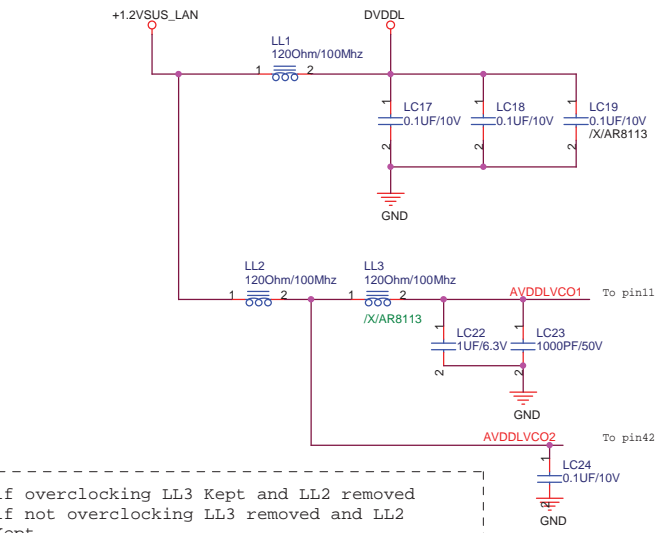 +1.2VSUS_LAN
DVDDL
LL1
120Ohm/100Mhz
1 2
1
LC17
0.1UF/10V
2
1
LC18
0.1UF/10V
2
1
LC19
0.1UF/10V
/X/AR8113
2
GND
LL2
120Ohm/100Mhz
1 2
LL3
120Ohm/100Mhz
1 2
/X/AR8113
AVDDLVCO1
To pin11
1
LC22
1UF/6.3V
2
1
LC23
1000PF/50V
2
GND
AVDDLVCO2
To pin42
1
LC24
0.1UF/10V
2
GND
if overclocking LL3 Kept and LL2 removed
if not overclocking LL3 removed and LL2
Kept